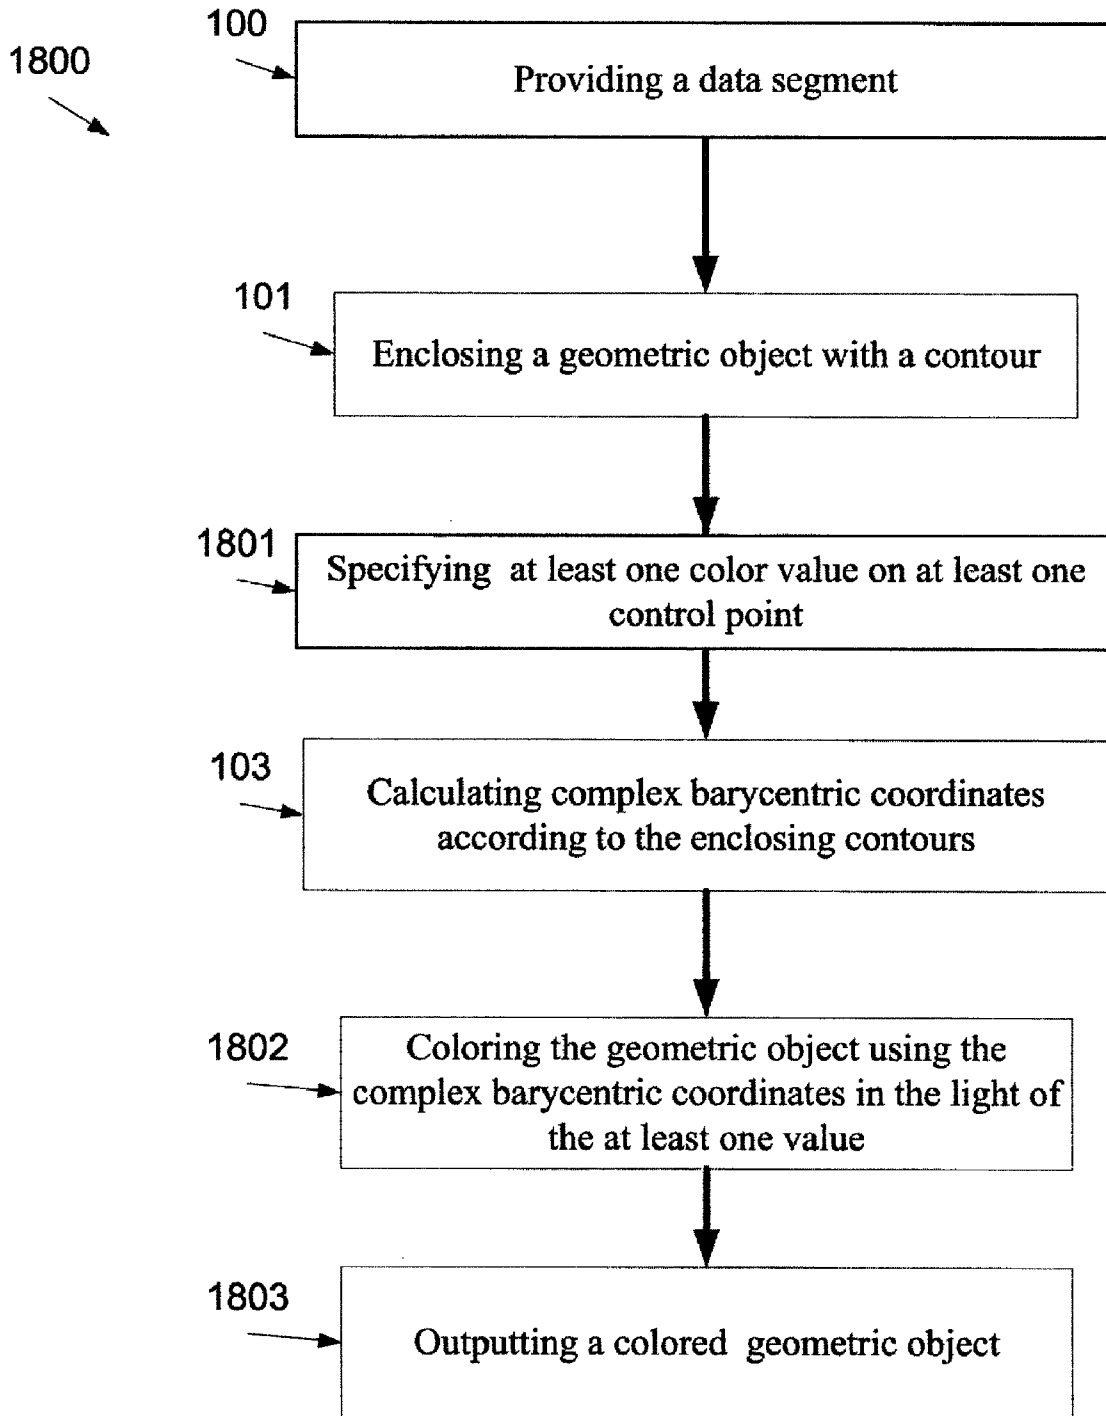 100
1800
Providing a data segment
101
Enclosing a geometric object with a contour
1801
Specifying at least one color value on at least one
control point
103
Calculating complex barycentric coordinates
according to the enclosing contours
1802
Coloring the geometric object using the
complex barycentric coordinates in the light of
the at least one value
1803
Outputting a colored geometric object